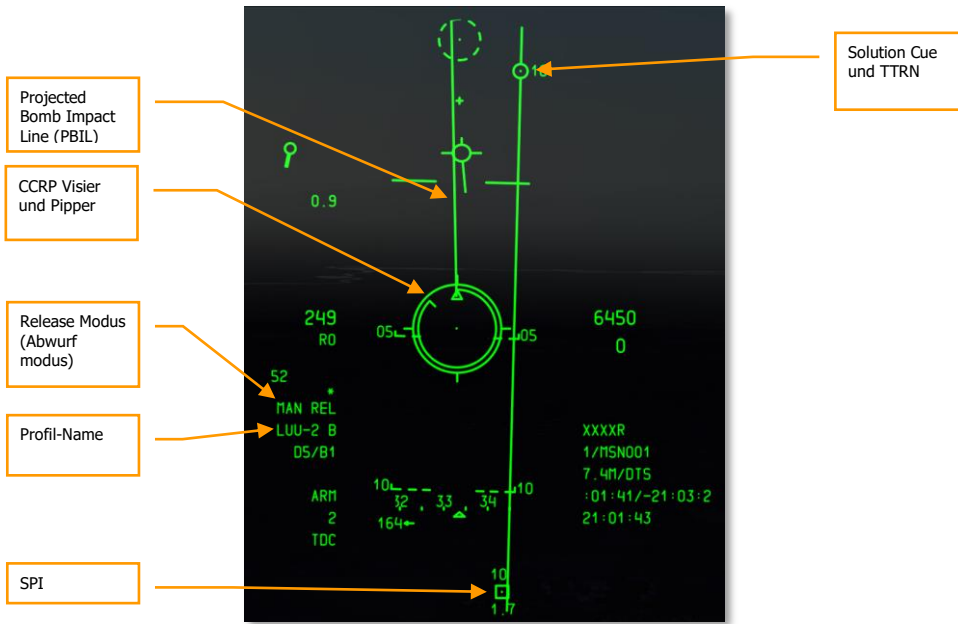 Solution Cue
und TTRN
Projected
Bomb Impact
Line (PBIL)
CCRP Visier
und Pipper
Release Modus
(Abwurf
modus)
Profil-Name
SPI
0.9
249
RO
05
05
6450
0
52
*
MAN REL
LUU-2 B
D5/B1
ARM
2
TDC
XXXXR
1/MSN001
7.4M/DTS
:01:41/-21:03:2
21:01:43
10
10
32 33 34
164
10
1.7